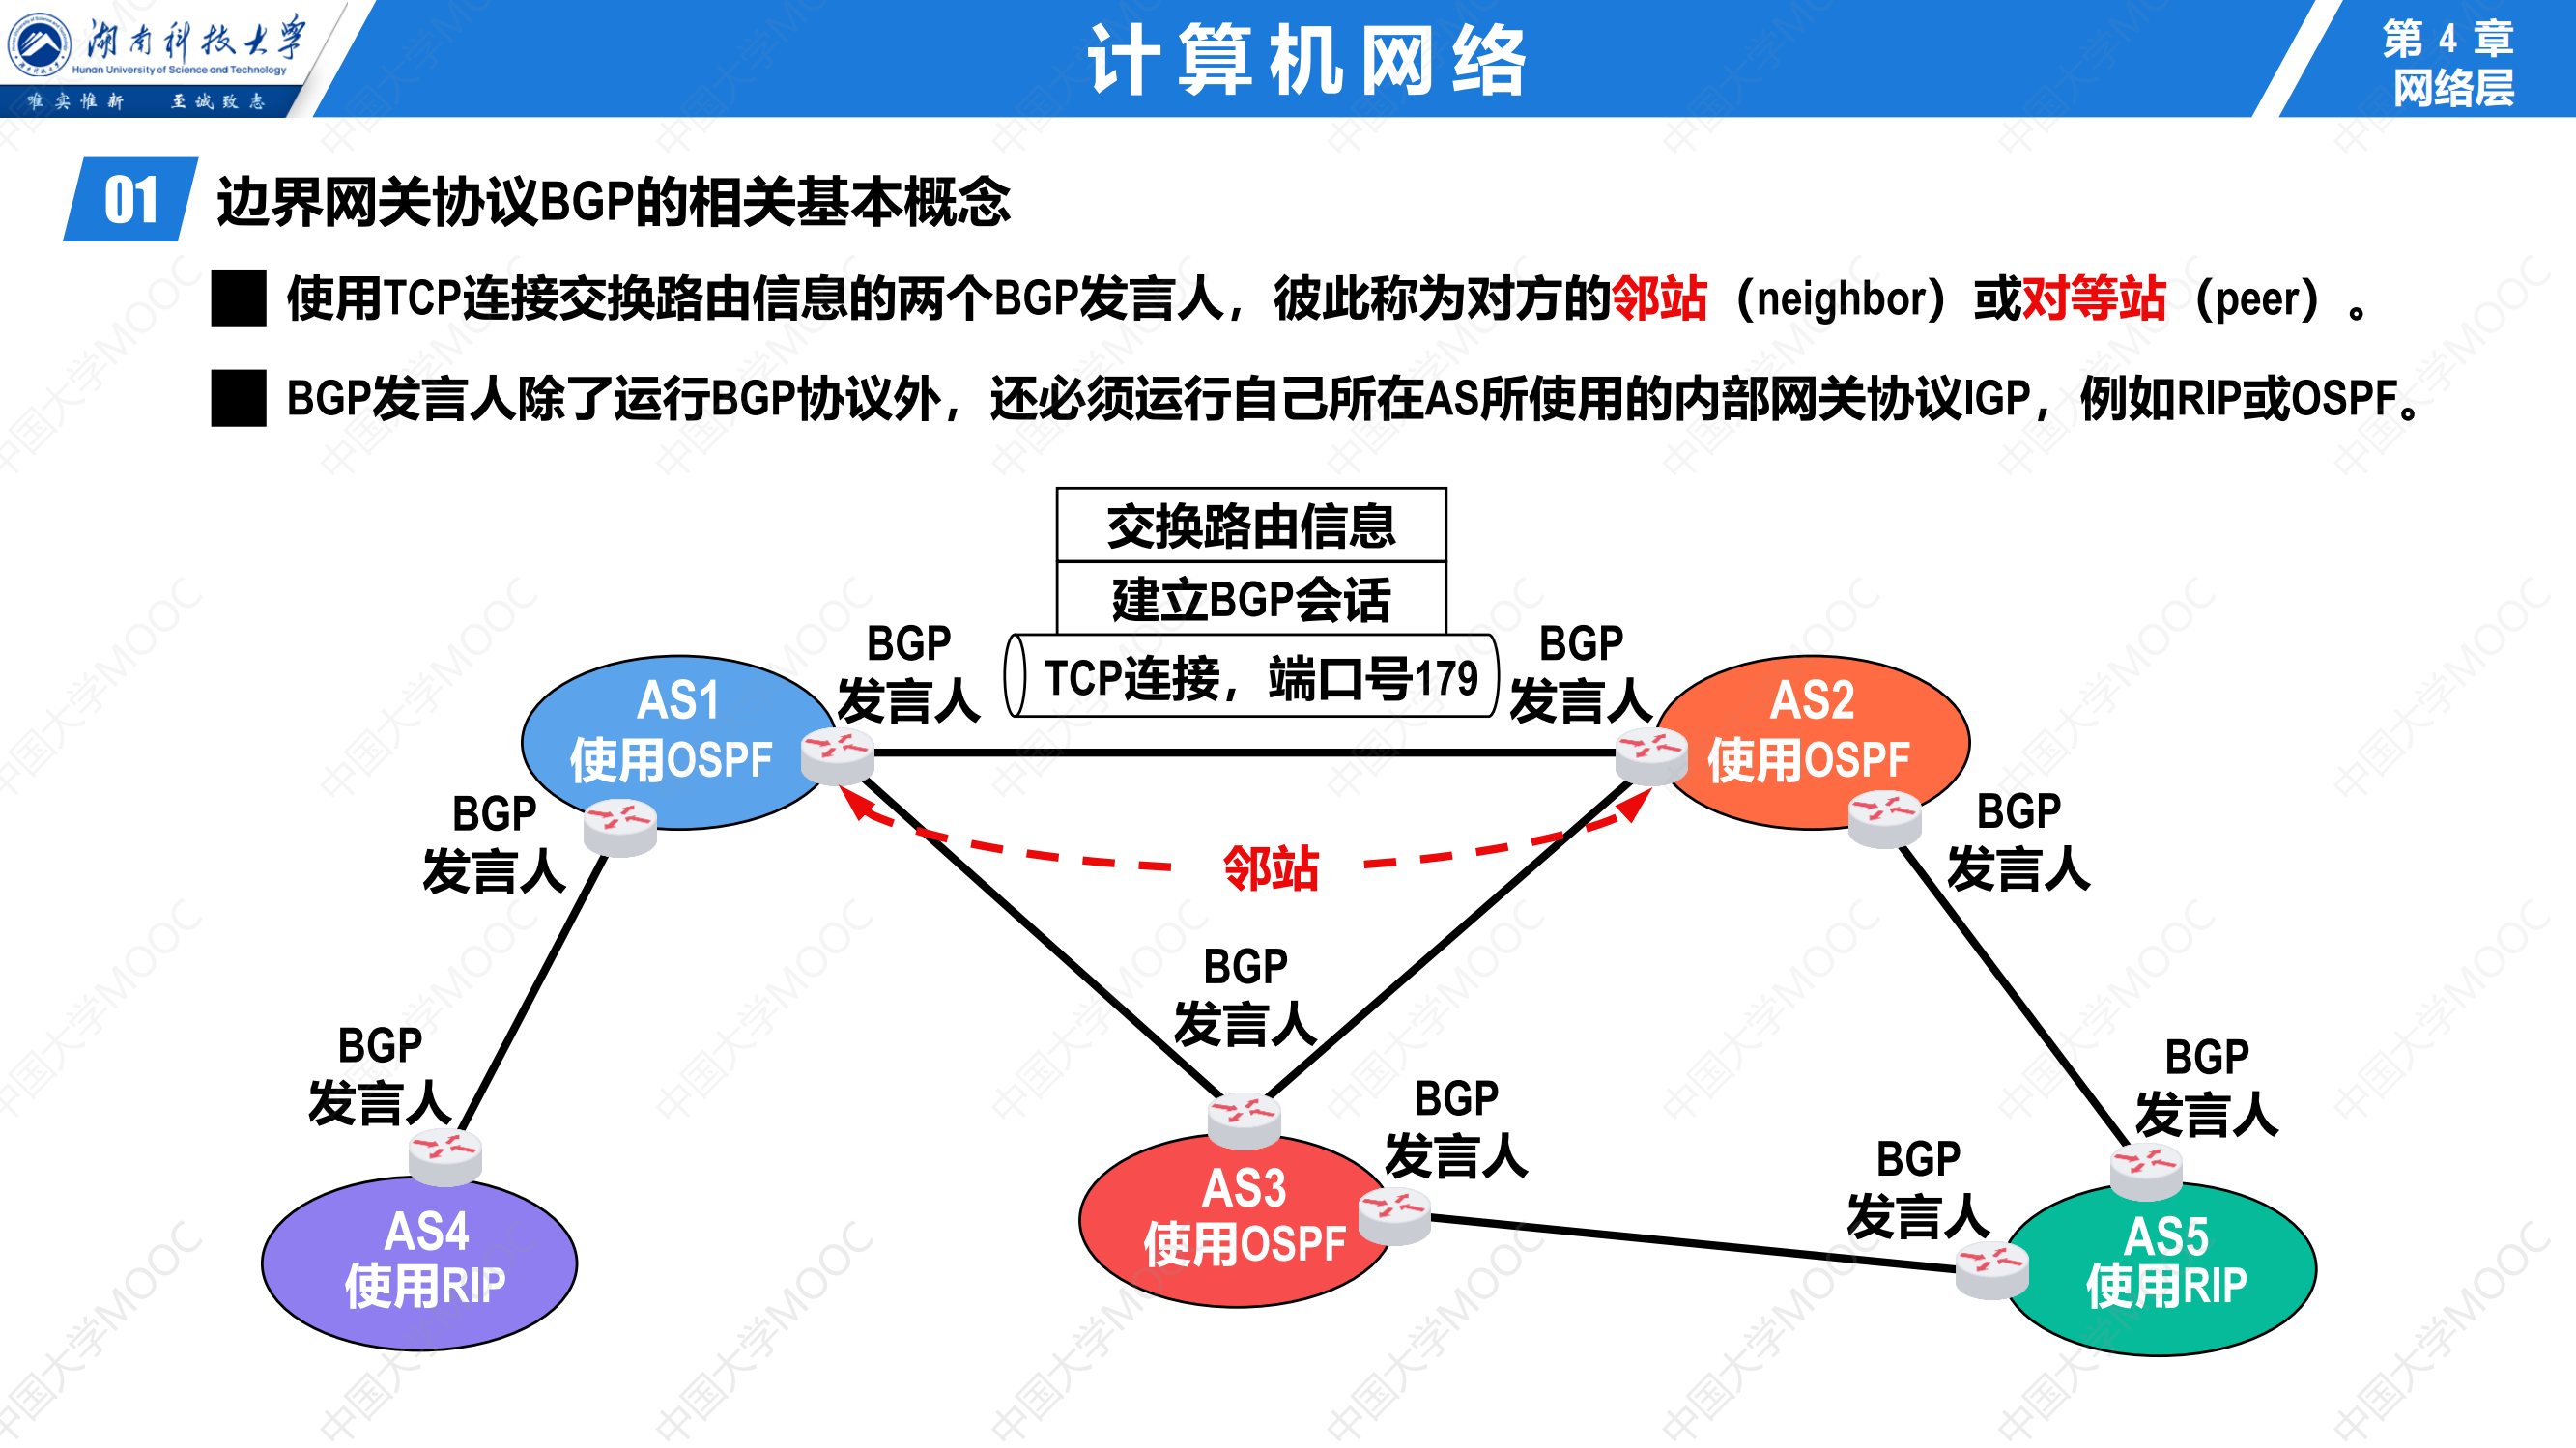 湖南科技大学
Hunan University of Science and Technology
唯实惟新 至诚致志
计算机网络
第 4 章
网络层
01 边界网关协议BGP的相关基本概念
使用TCP连接交换路由信息的两个BGP发言人，彼此称为对方的邻站（neighbor）或对等站（peer）。
BGP发言人除了运行BGP协议外，还必须运行自己所在AS所使用的内部网关协议IGP，例如RIP或OSPF。
交换路由信息
建立BGP会话
TCP连接，端口号179
BGP
发言人
BGP
发言人
AS1
使用OSPF
AS2
使用OSPF
BGP
发言人
BGP
发言人
邻站
BGP
发言人
BGP
发言人
BGP
发言人
BGP
发言人
BGP
发言人
AS4
使用RIP
AS3
使用OSPF
AS5
使用RIP
中国大学MOOC